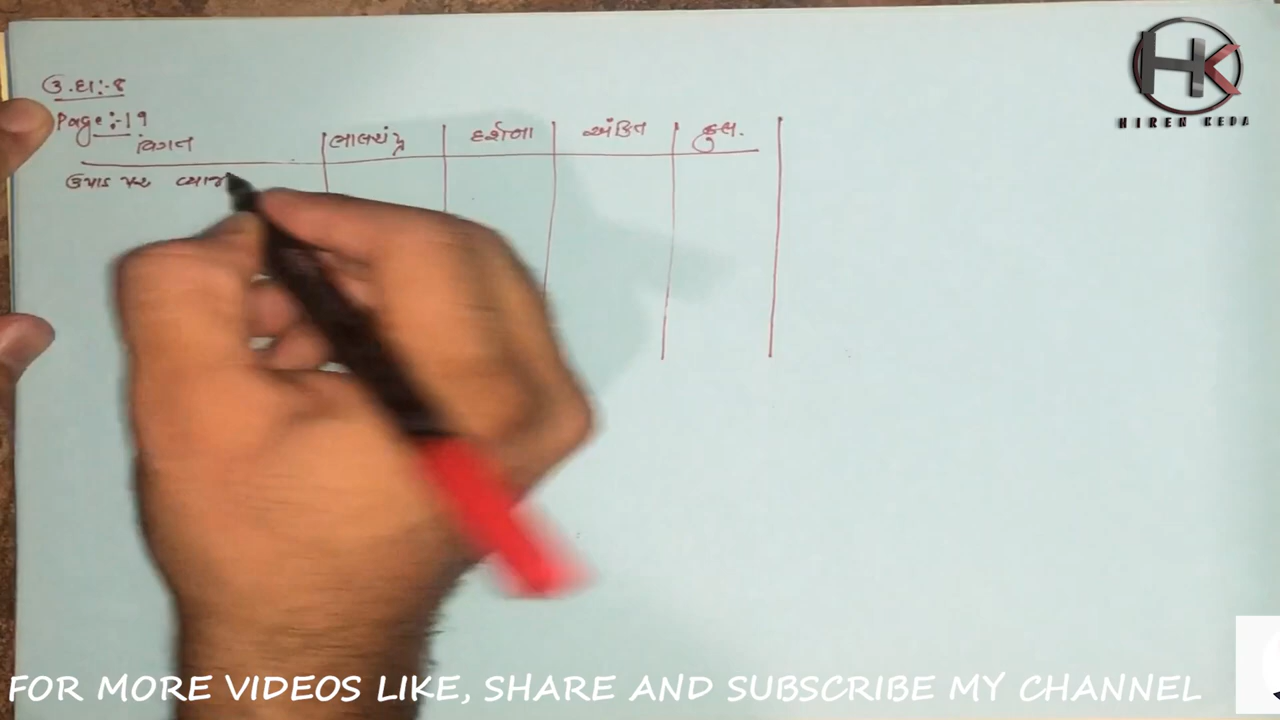 ઉ.દા:-8
Page:-19
વિગત લાલચંદ્ર દર્શના અંકિત કુલ.
ઉપાડ પર વ્યાજ
HK
HIREN KEDA
FOR MORE VIDEOS LIKE, SHARE AND SUBSCRIBE MY CHANNEL